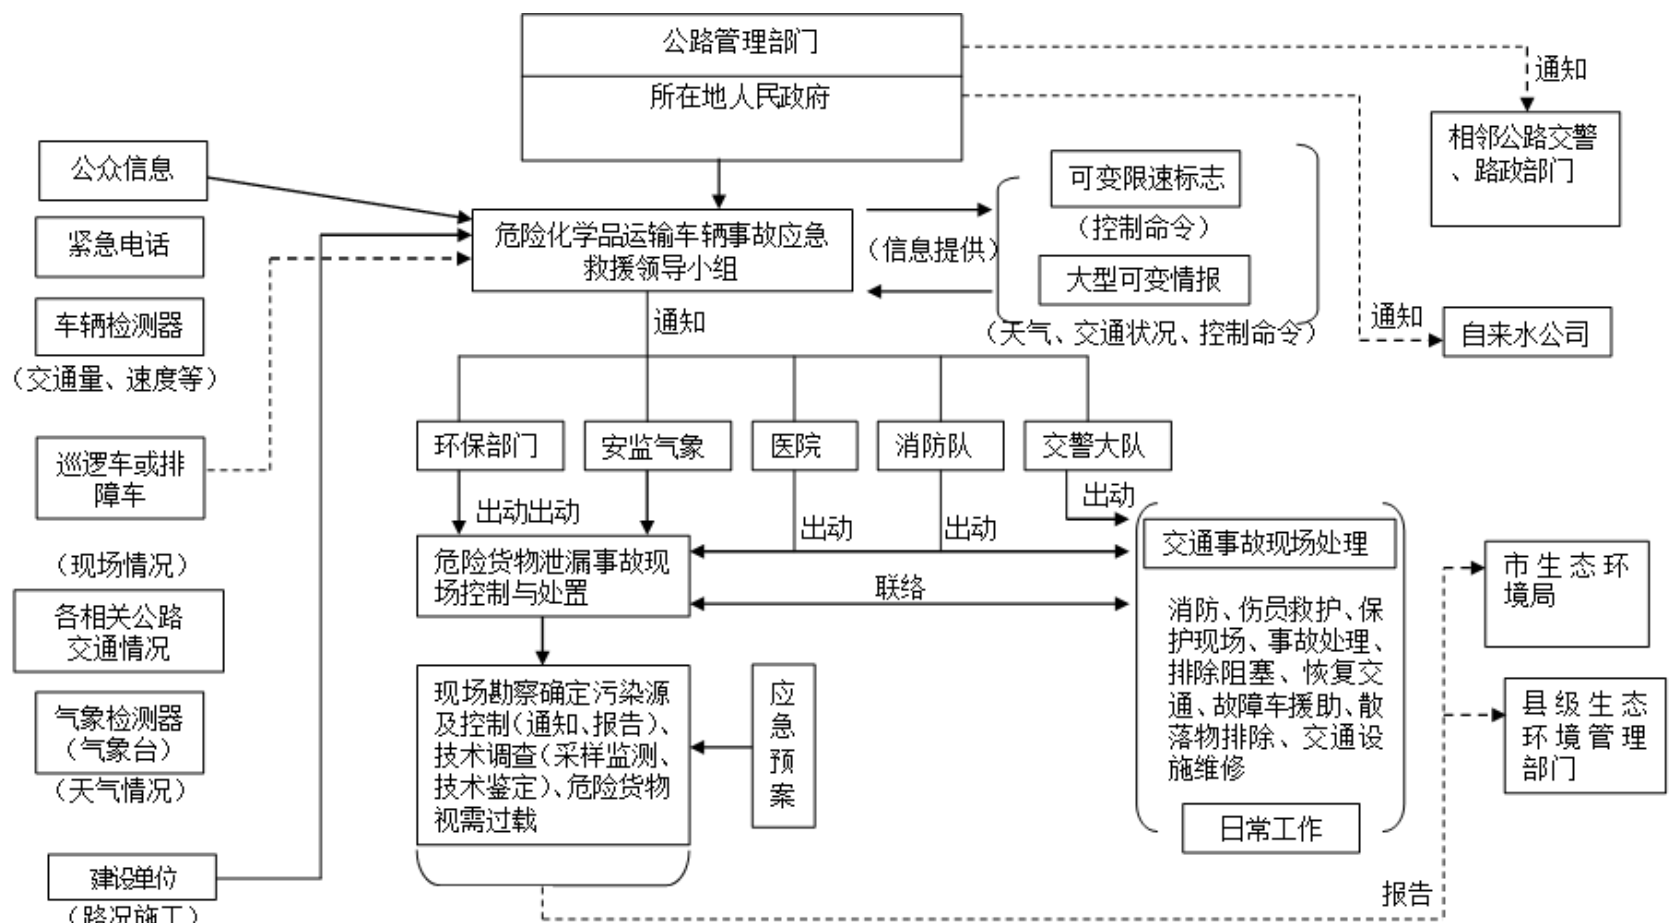 公路管理部门
所在地人民政府
通知
相邻公路交警
、路政部门
公众信息
紧急电话
车辆检测器
（交通量、速度等）
巡逻车或排
障车
（现场情况）
各相关公路
交通情况
气象检测器
（气象台）
（天气情况）
建设单位
（路况施工）
危险化学品运输车辆事故应急
救援领导小组
（信息提供）
可变限速标志
（控制命令）
大型可变情报
（天气、交通状况、控制命令）
通知
自来水公司
通知
环保部门
安监气象
医院
消防队
交警大队
出动出动
出动
出动
出动
危险货物泄漏事故现
场控制与处置
联络
交通事故现场处理
消防、伤员救护、保
护现场、事故处理、
排除阻塞、恢复交
通、故障车援助、散
落物排除、交通设
施维修
日常工作
现场勘察确定污染源
及控制（通知、报告）、
技术调查（采样监测、
技术鉴定）、危险货物
视需过载
应
急
预
案
市生态环
境局
县级生态
环境管理
部门
报告